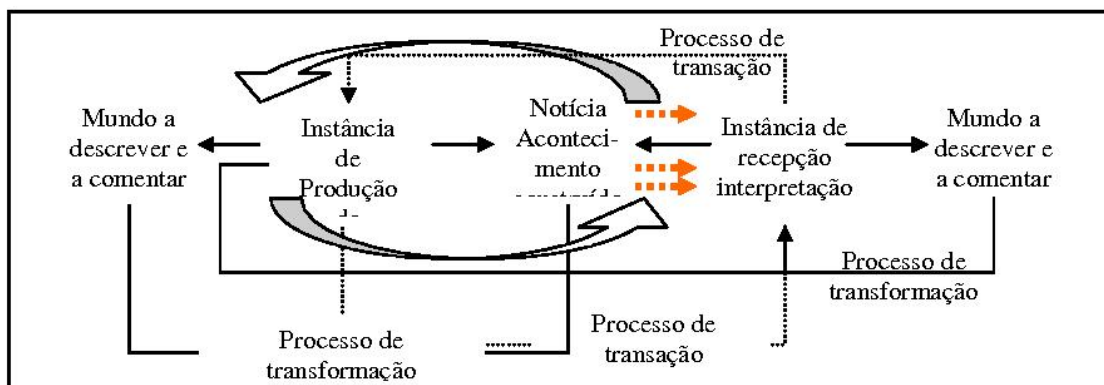 Processo de
transação
Mundo a
descrever e
a comentar
Instância
de
Produção
Notícia
Aconteci-
mento
Instância de
recepção
interpretação
Mundo a
descrever e
a comentar
Processo de
transformação
Processo de
transformação
Processo de
transação